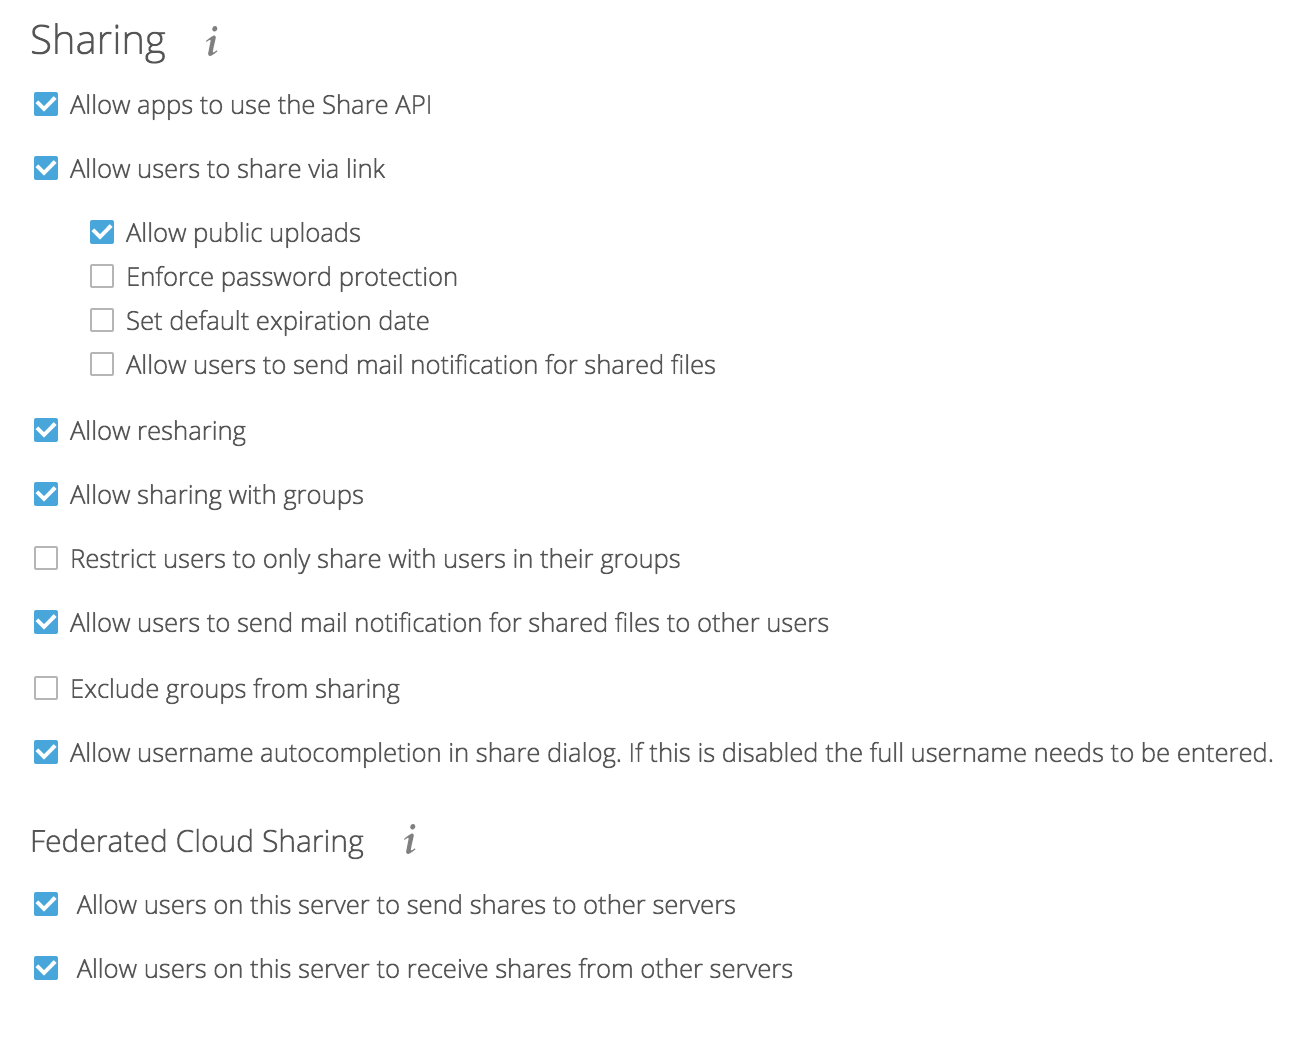 Sharing i
Allow apps to use the Share API
Allow users to share via link
Allow public uploads
Enforce password protection
Set default expiration date
Allow users to send mail notification for shared files
Allow resharing
Allow sharing with groups
Restrict users to only share with users in their groups
Allow users to send mail notification for shared files to other users
Exclude groups from sharing
Allow username autocompletion in share dialog. If this is disabled the full username needs to be entered.
Federated Cloud Sharing i
Allow users on this server to send shares to other servers
Allow users on this server to receive shares from other servers